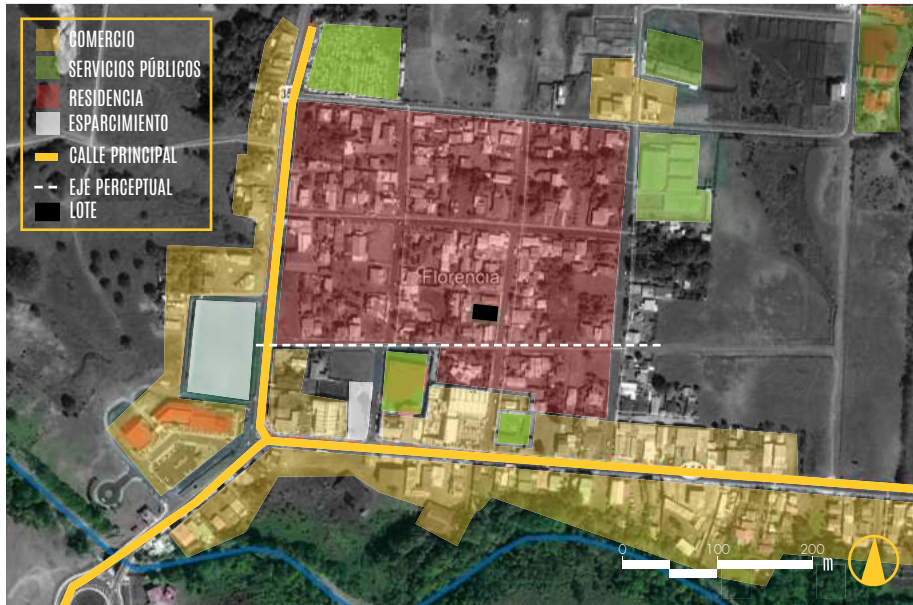 COMERCIO
SERVICIOS PÚBLICOS
RESIDENCIA
ESPARCIMIENTO
CALLE PRINCIPAL
EJE PERCEPTUAL
LOTE
35
Florencia
0 100 200 m